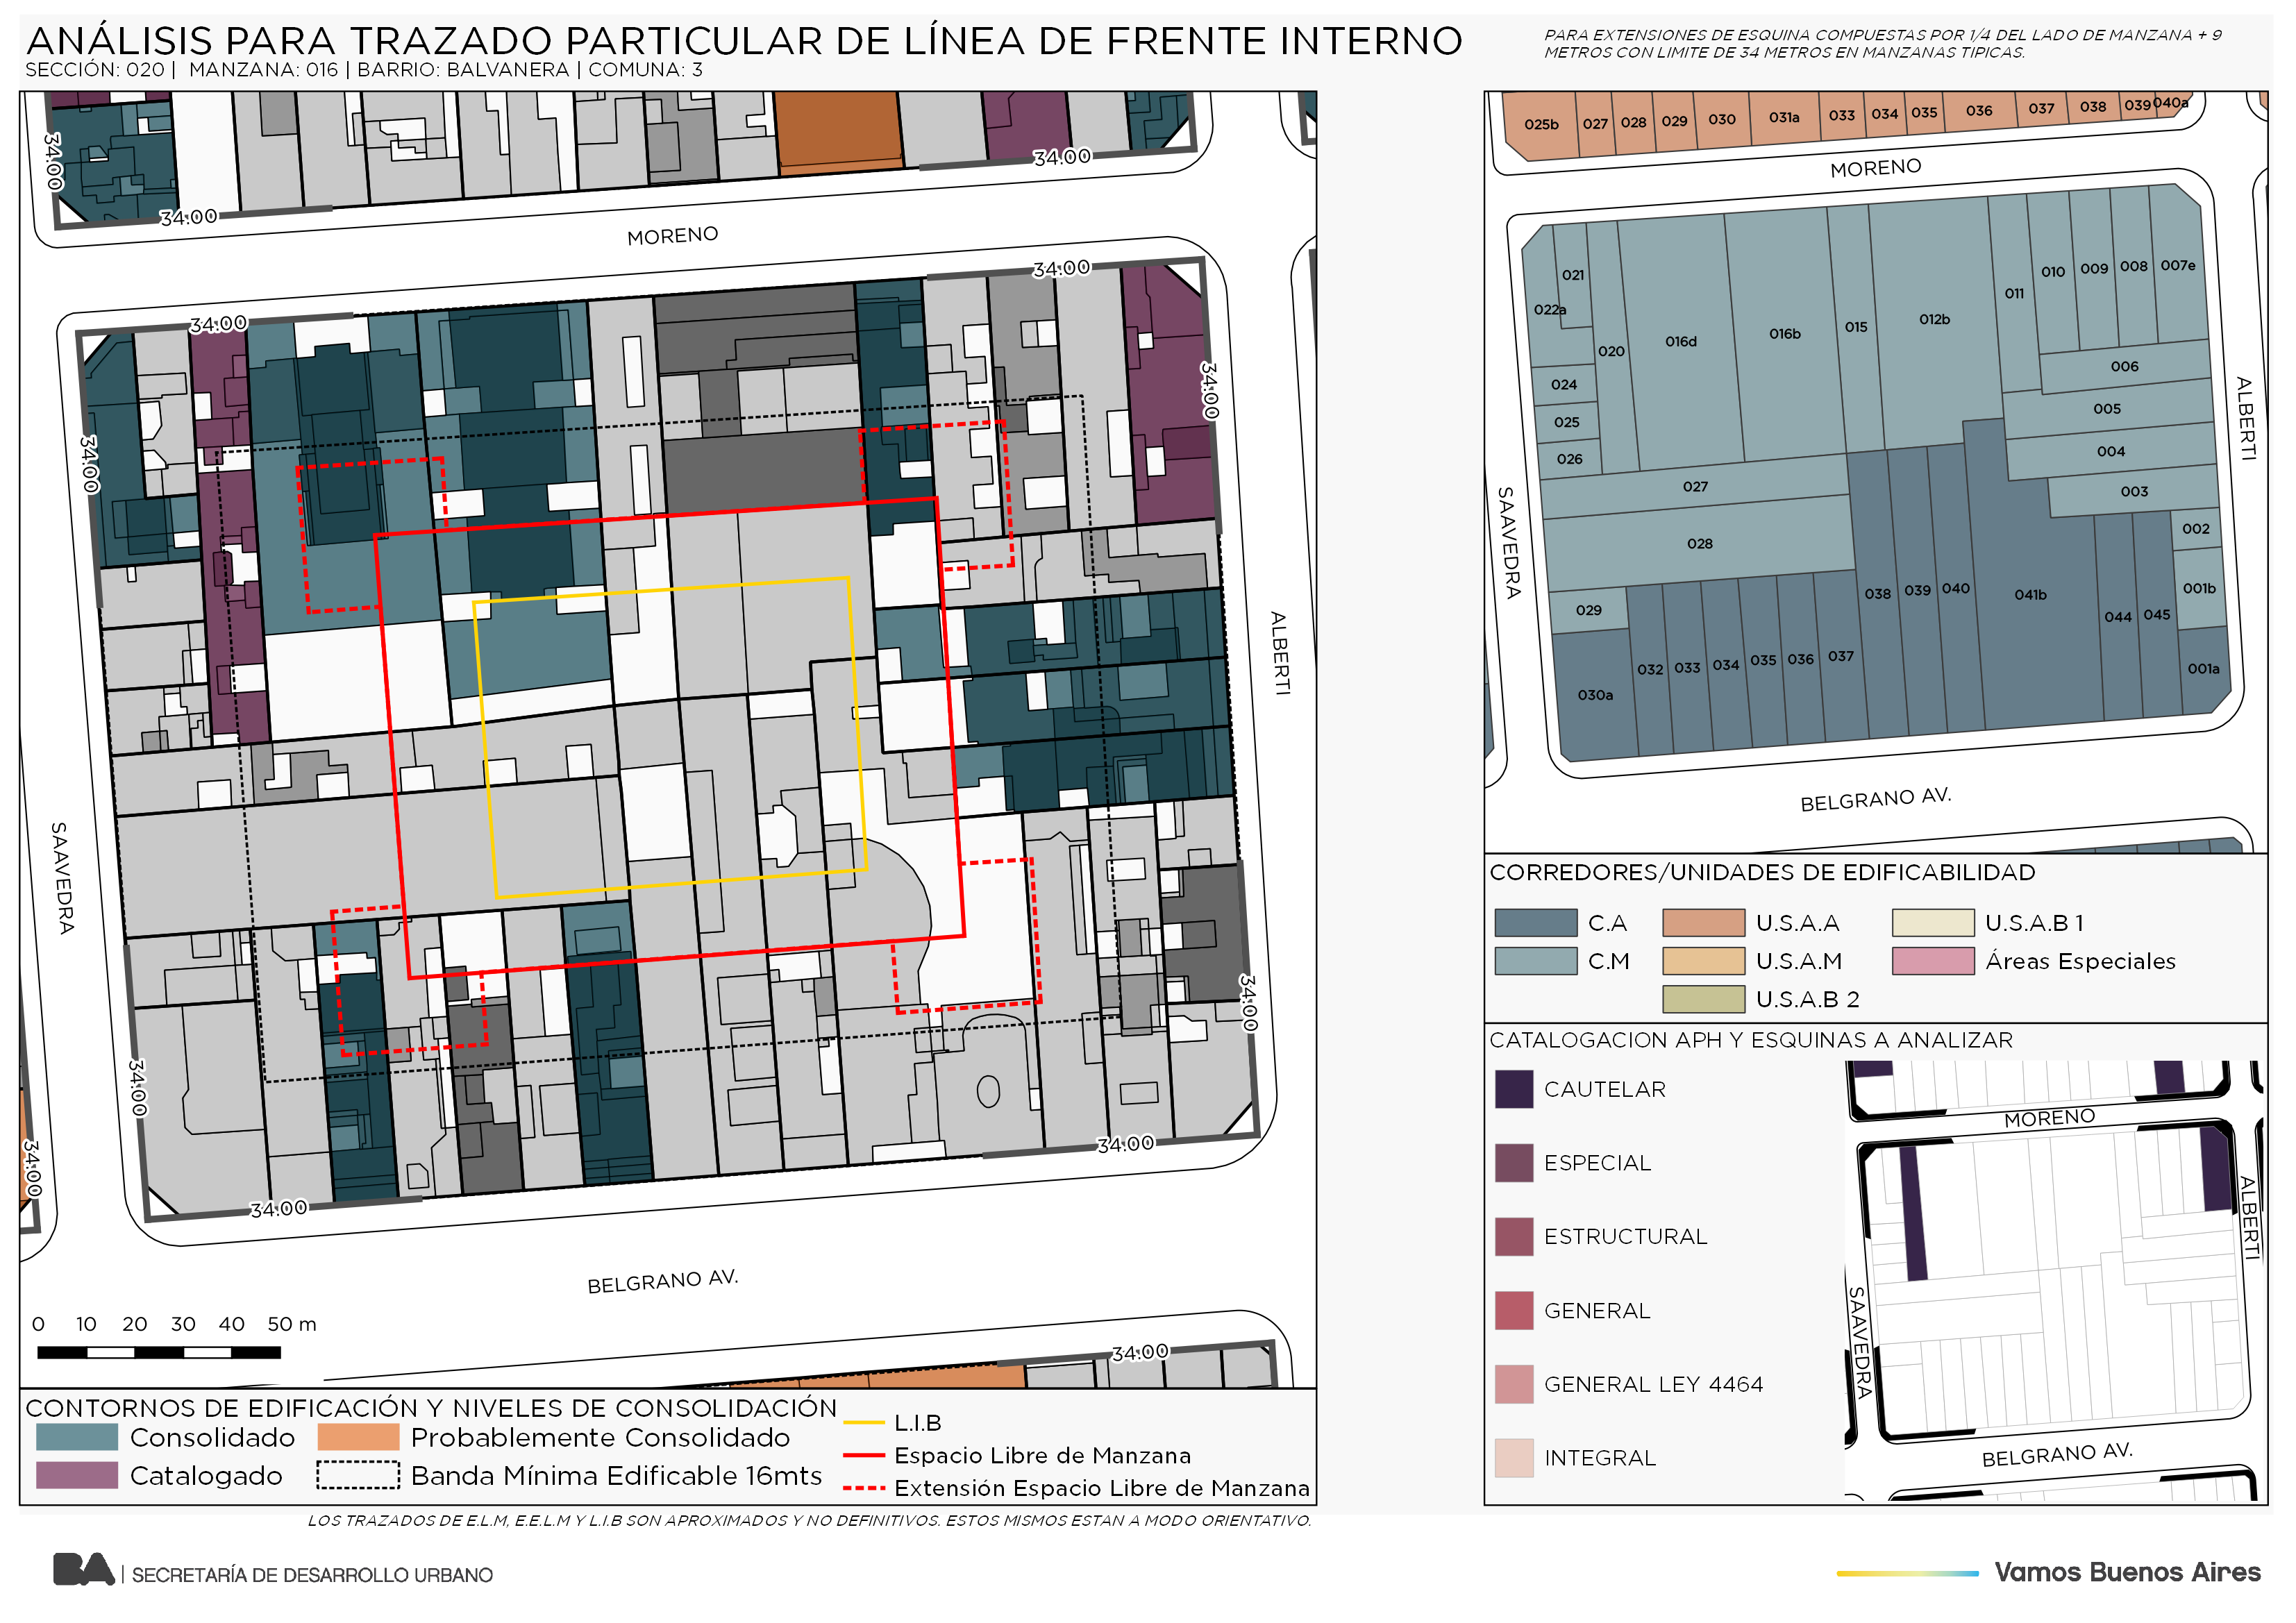 ANÁLISIS PARA TRAZADO PARTICULAR DE LÍNEA DE FRENTE INTERNO
SECCIÓN: 020 | MANZANA: 016 | BARRIO: BALVANERA | COMUNA: 3
PARA EXTENSIONES DE ESQUINA COMPUESTAS POR 1/4 DEL LADO DE MANZANA + 9
METROS CON LIMITE DE 34 METROS EN MANZANAS TIPICAS.
34.00
34.00
34.00
MORENO
34.00
34.00
34.00
34.00
SAAVEDRA
ALBERTI
34.00
34.00
34.00
34.00
34.00
BELGRANO AV.
34.00
0 10 20 30 40 50 m
CONTORNOS DE EDIFICACIÓN Y NIVELES DE CONSOLIDACIÓN
Consolidado
Catalogado
Probablemente Consolidado
Banda Mínima Edificable 16mts
L.I.B
Espacio Libre de Manzana
Extensión Espacio Libre de Manzana
LOS TRAZADOS DE E.L.M, E.E.L.M Y L.I.B SON APROXIMADOS Y NO DEFINITIVOS. ESTOS MISMOS ESTAN A MODO ORIENTATIVO.
025b 027 028 029 030 031a 033 034 035 036 037 038 039 040a
MORENO
021
022a
020
016d
016b
015
012b
011
010
009
008
007e
024
025
026
006
005
004
003
027
028
029
002
001b
030a
032
033
034
035
036
037
038
039
040
041b
044
045
001a
SAAVEDRA
ALBERTI
BELGRANO AV.
CORREDORES/UNIDADES DE EDIFICABILIDAD
C.A
C.M
U.S.A.A
U.S.A.M
U.S.A.B 2
U.S.A.B 1
Áreas Especiales
CATALOGACION APH Y ESQUINAS A ANALIZAR
CAUTELAR
ESPECIAL
ESTRUCTURAL
GENERAL
GENERAL LEY 4464
INTEGRAL
MORENO
ALBERTI
SAAVEDRA
BELGRANO AV.
BA | SECRETARÍA DE DESARROLLO URBANO
Vamos Buenos Aires